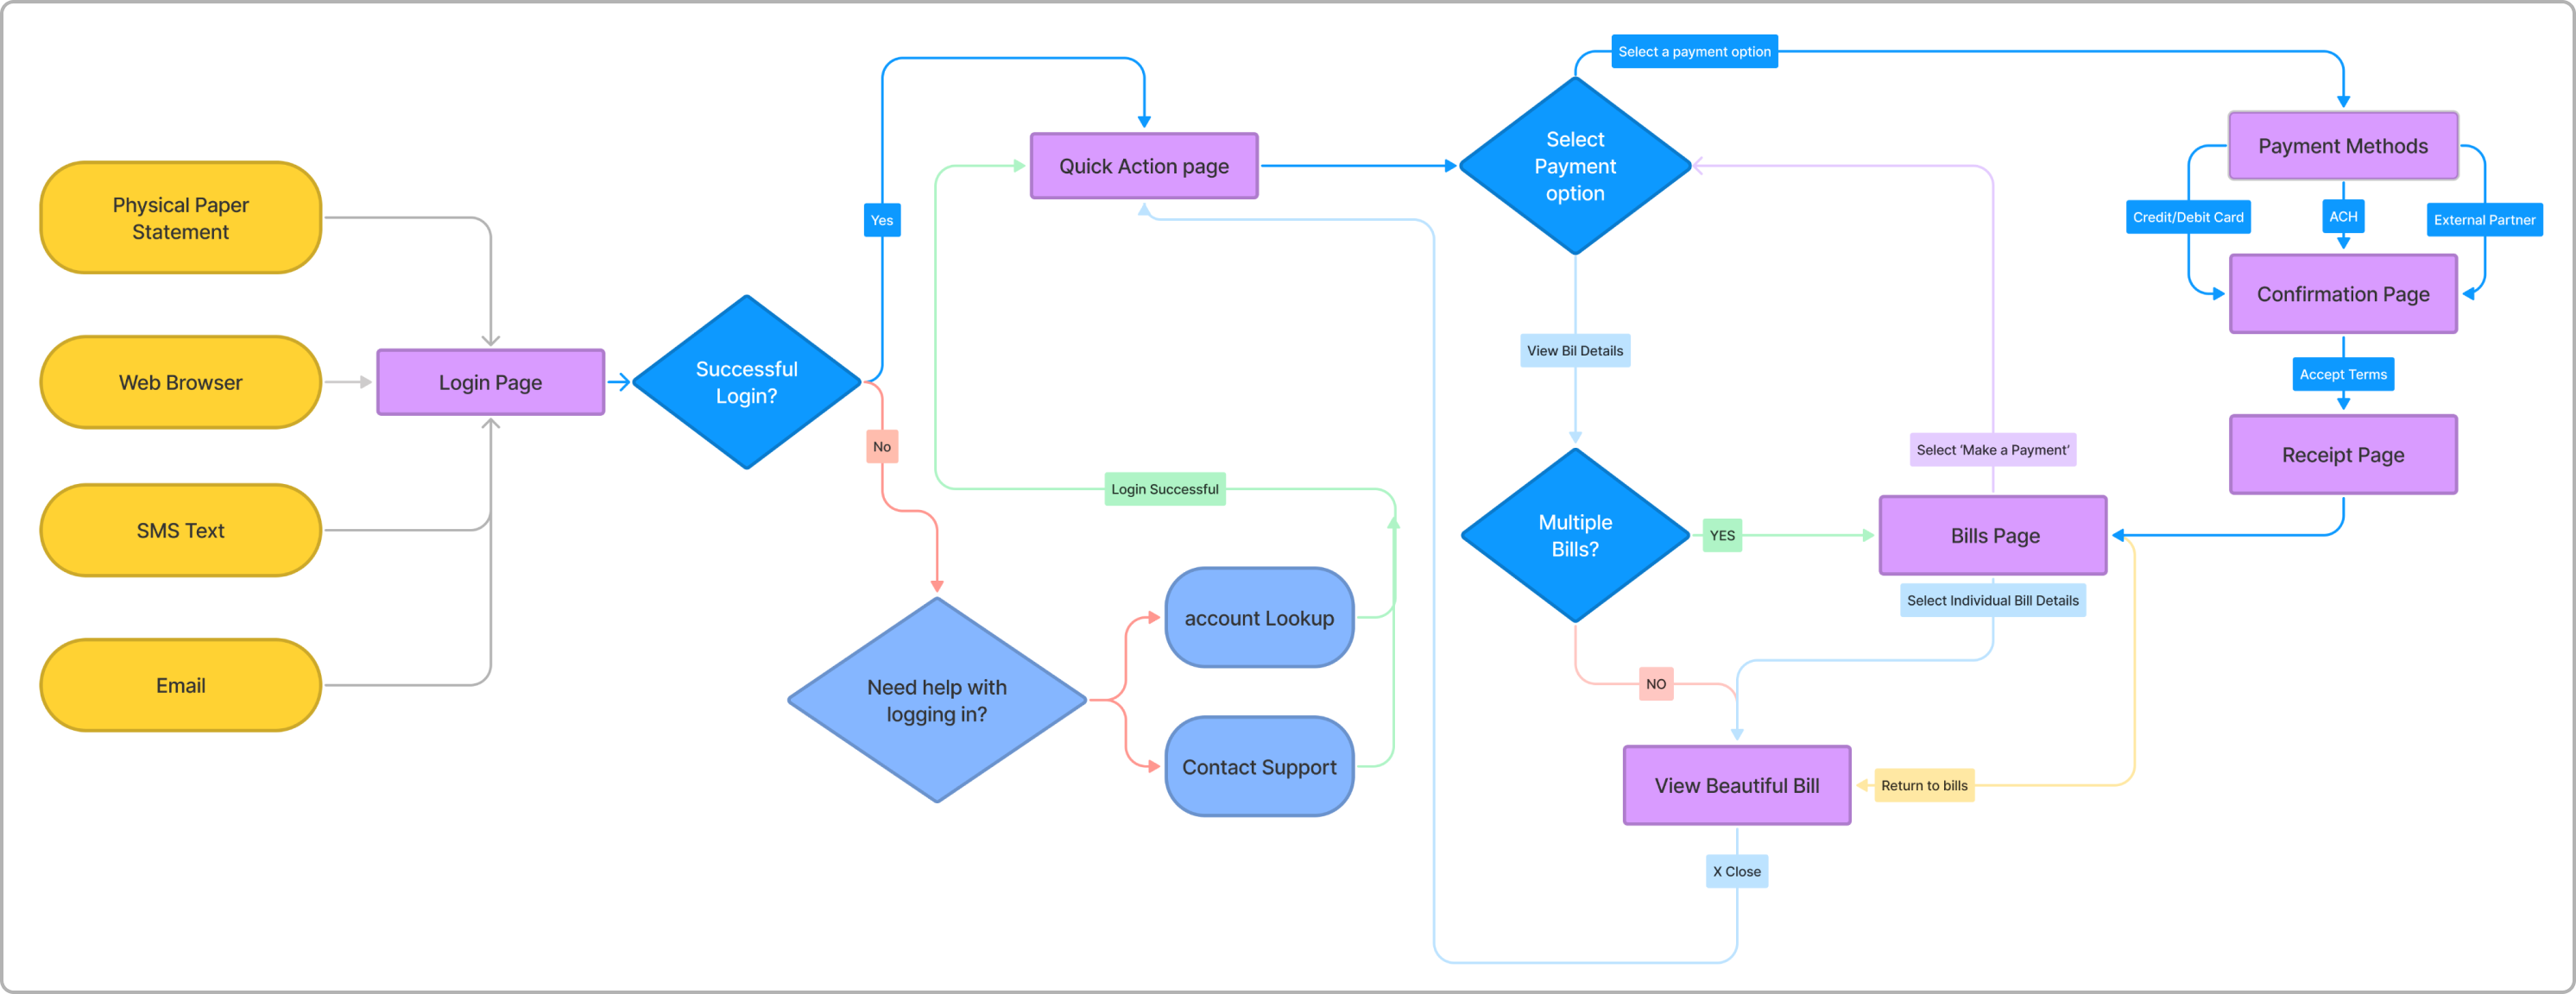 Physical Paper
Statement
Web Browser
SMS Text
Email
Login Page
Successful
Login?
Yes
No
Quick Action page
Login Successful
Need help with
logging in?
account Lookup
Contact Support
Select
Payment
option
Select a payment option
View Bil Details
Multiple
Bills?
YES
NO
Bills Page
Select ‘Make a Payment’
Select Individual Bill Details
View Beautiful Bill
Return to bills
X Close
Payment Methods
Credit/Debit Card
ACH
External Partner
Confirmation Page
Accept Terms
Receipt Page